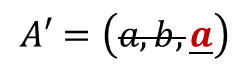 A′ = (a, b, a)